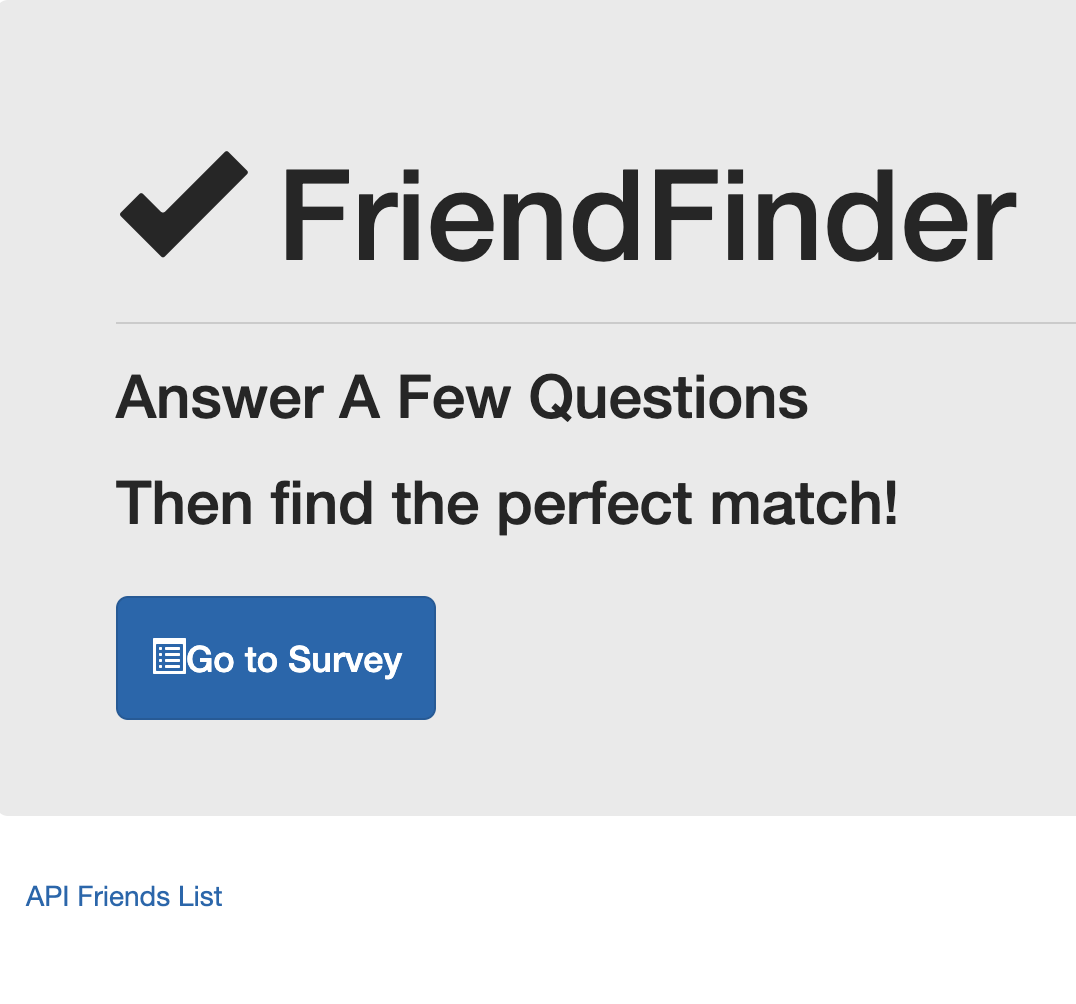 FriendFinder
Answer A Few Questions
Then find the perfect match!
Go to Survey
API Friends List